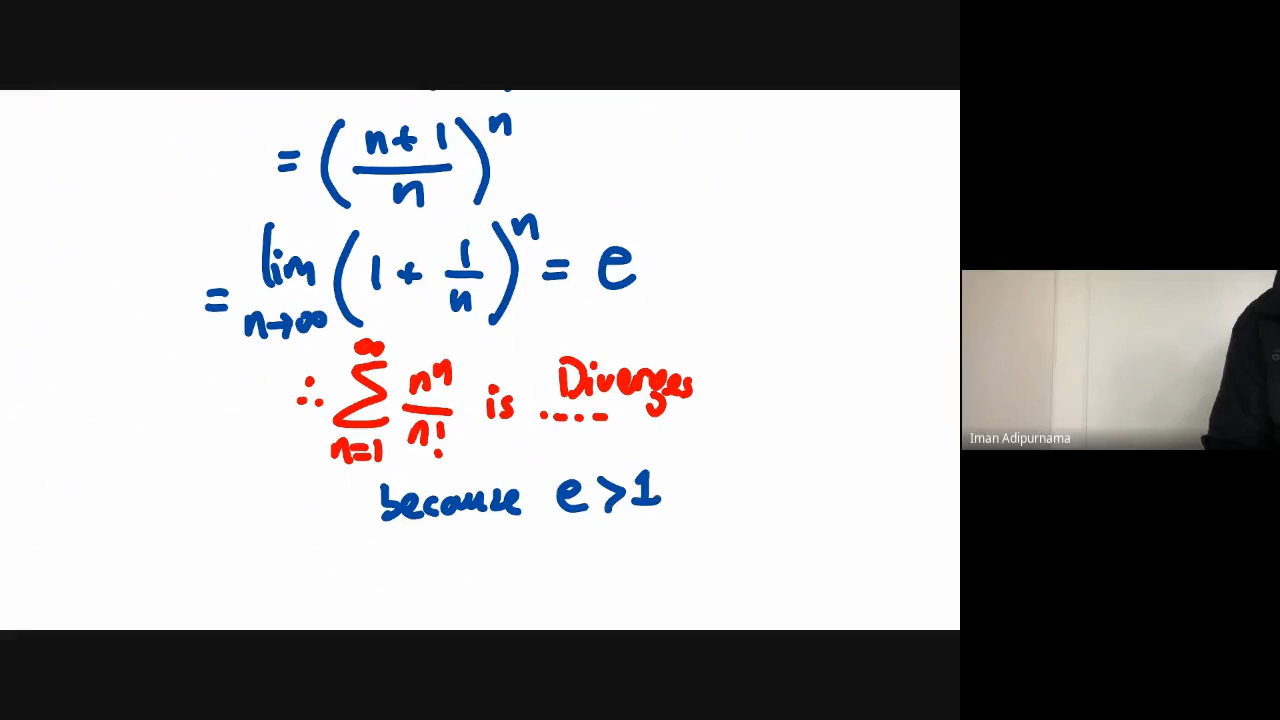 = ( n + 1 / n )^n
= lim n→∞ ( 1 + 1/n )^n = e
∴ ∞ Σ n=1 n^n / n! is .... Diverges
because e > 1
Iman Adipurnama